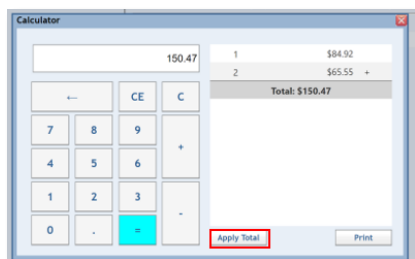 Calculator
150.47
← CE C
7 8 9 +
4 5 6
1 2 3 -
0 . =
1 $84.92
2 $65.55 +
Total: $150.47
Apply Total Print